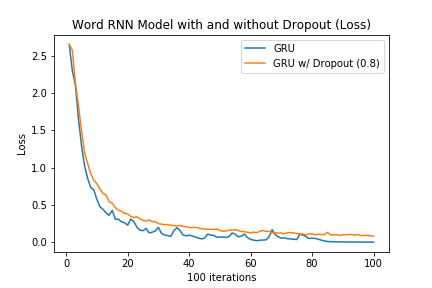 Word RNN Model with and without Dropout (Loss)
GRU
GRU w/ Dropout (0.8)
Loss
2.5
2.0
1.5
1.0
0.5
0.0
0 20 40 60 80 100
100 iterations